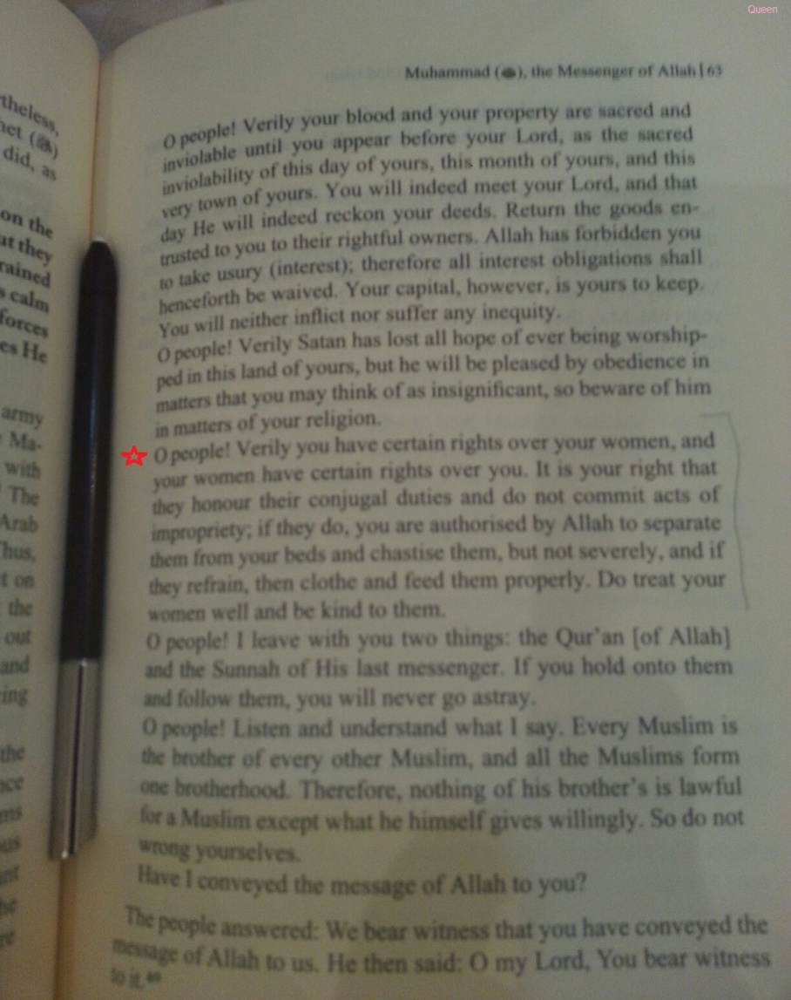 Queen
theless,
did, as
on the
they
rained
calm
forces
es He
army
Ma-
with
The
Arab
hus,
t on
the
out
and
ing
the
Muhammad (ﷺ), the Messenger of Allah | 63
O people! Verily your blood and your property are sacred and
inviolable until you appear before your Lord, as the sacred
inviolability of this day of yours, this month of yours, and this
very town of yours. You will indeed meet your Lord, and that
day He will indeed reckon your deeds. Return the goods en-
trusted to you to their rightful owners. Allah has forbidden you
to take usury (interest); therefore all interest obligations shall
henceforth be waived. Your capital, however, is yours to keep.
You will neither inflict nor suffer any inequity.
O people! Verily Satan has lost all hope of ever being worship-
ped in this land of yours, but he will be pleased by obedience in
matters that you may think of as insignificant, so beware of him
in matters of your religion.
O people! Verily you have certain rights over your women, and
your women have certain rights over you. It is your right that
they honour their conjugal duties and do not commit acts of
impropriety; if they do, you are authorised by Allah to separate
them from your beds and chastise them, but not severely, and if
they refrain, then clothe and feed them properly. Do treat your
women well and be kind to them.
O people! I leave with you two things: the Qur'an [of Allah]
and the Sunnah of His last messenger. If you hold onto them
and follow them, you will never go astray.
O people! Listen and understand what I say. Every Muslim is
the brother of every other Muslim, and all the Muslims form
one brotherhood. Therefore, nothing of his brother's is lawful
for a Muslim except what he himself gives willingly. So do not
wrong yourselves.
Have I conveyed the message of Allah to you?
The people answered: We bear witness that you have conveyed the
message of Allah to us. He then said: O my Lord, You bear witness
to it.